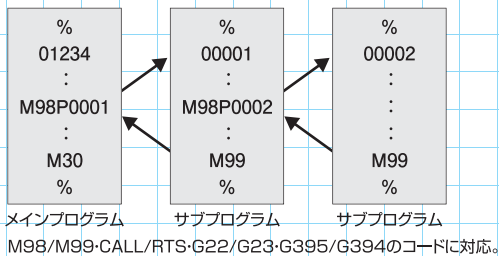 %
01234
:
M98P0001
:
M30
%
メインプログラム
%
00001
:
M98P0002
:
M99
%
サブプログラム
%
00002
:
:
:
M99
%
サブプログラム
M98/M99・CALL/RTS・G22/G23・G395/G394のコードに対応。